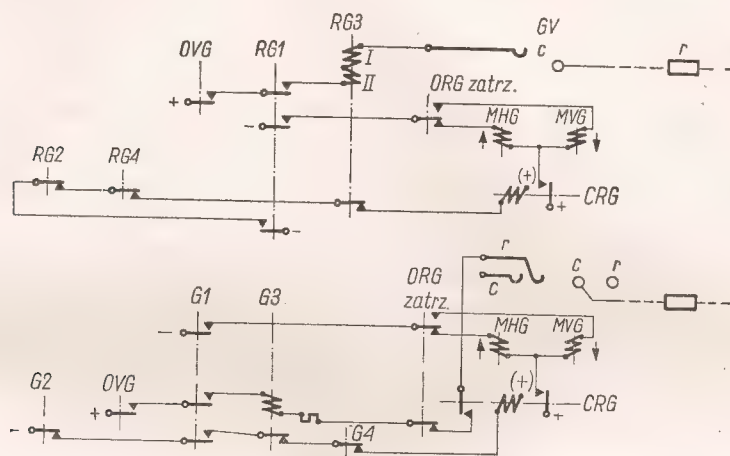 RG3
GV
OVG RG1 I c r
II ORG zatrz.
+
- MHG MVG
RG2 RG4
(+)
CRG
+
-
r
c r
G1 G3 ORG c
zatrz.
MHG MVG
-
G2 OVG (+)
+ CRG
+
- G4